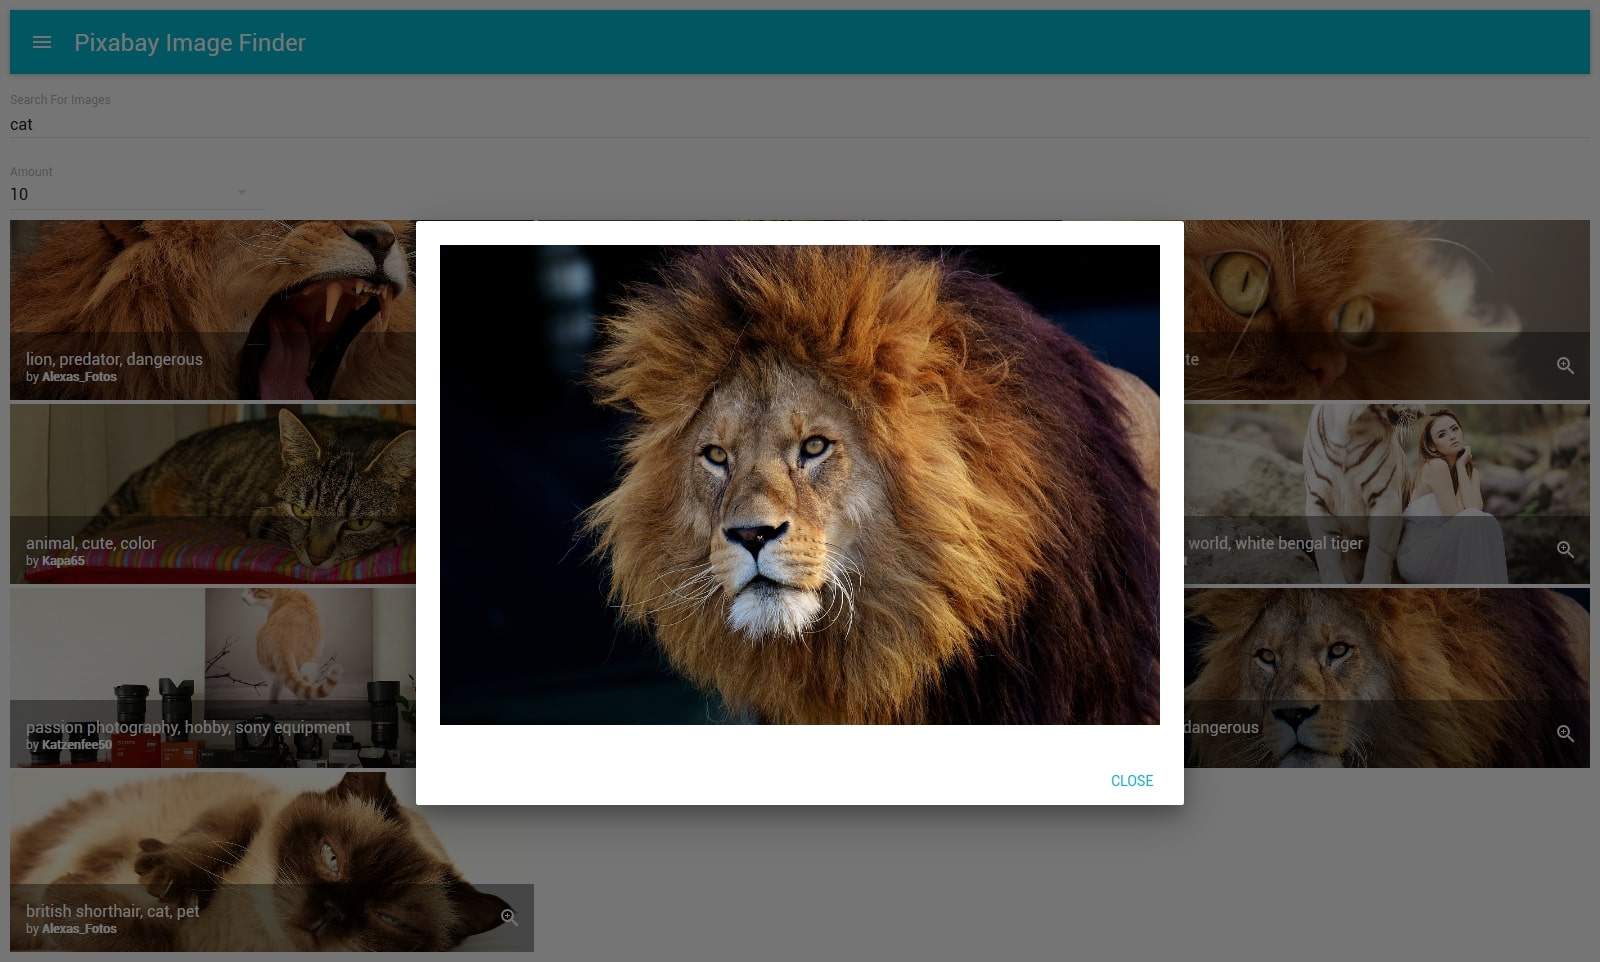 Pixabay Image Finder
Search For Images
cat
Amount
10
lion, predator, dangerous
by Alexas_Fotos
animal, cute, color
by Kapa65
world, white bengal tiger
passion photography, hobby, sony equipment
by Katzenfee50
dangerous
british shorthair, cat, pet
by Alexas_Fotos
CLOSE